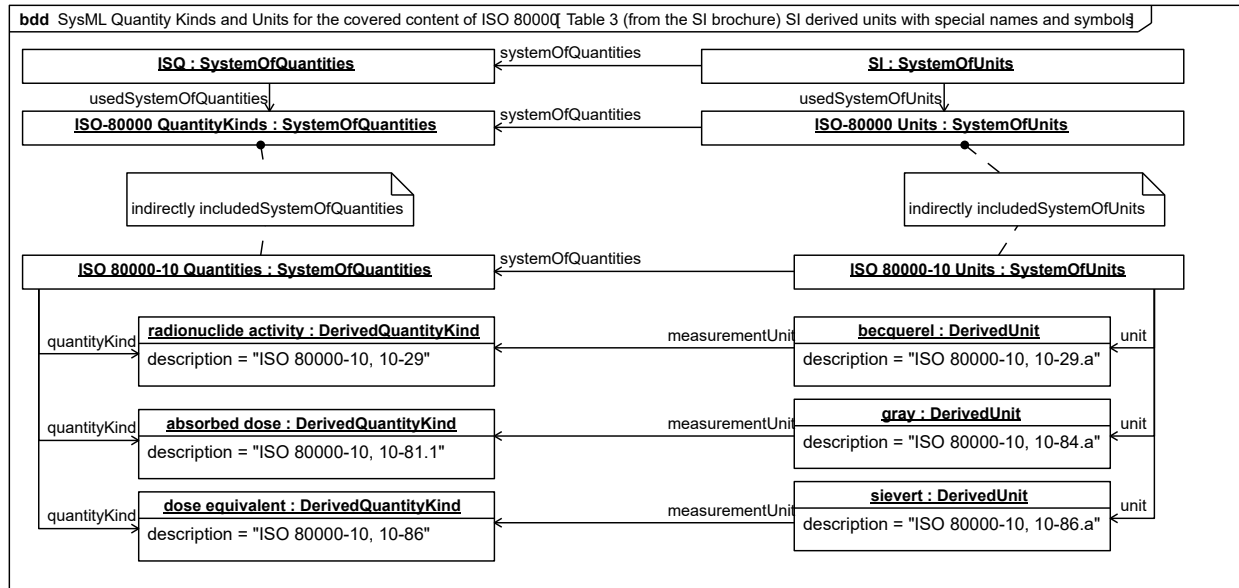 bdd SysML Quantity Kinds and Units for the covered content of ISO 80000[ Table 3 (from the SI brochure) SI derived units with special names and symbols]
ISQ : SystemOfQuantities
systemOfQuantities
SI : SystemOfUnits
usedSystemOfQuantities
usedSystemOfUnits
ISO-80000 QuantityKinds : SystemOfQuantities
systemOfQuantities
ISO-80000 Units : SystemOfUnits
indirectly includedSystemOfQuantities
indirectly includedSystemOfUnits
ISO 80000-10 Quantities : SystemOfQuantities
systemOfQuantities
ISO 80000-10 Units : SystemOfUnits
quantityKind
radionuclide activity : DerivedQuantityKind
description = "ISO 80000-10, 10-29"
measurementUnit
becquerel : DerivedUnit
description = "ISO 80000-10, 10-29.a"
unit
quantityKind
absorbed dose : DerivedQuantityKind
description = "ISO 80000-10, 10-81.1"
measurementUnit
gray : DerivedUnit
description = "ISO 80000-10, 10-84.a"
unit
quantityKind
dose equivalent : DerivedQuantityKind
description = "ISO 80000-10, 10-86"
measurementUnit
sievert : DerivedUnit
description = "ISO 80000-10, 10-86.a"
unit